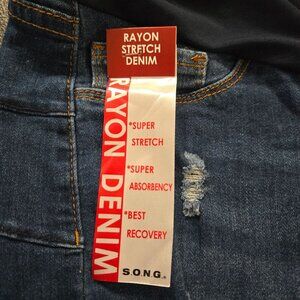 RAYON
STRETCH
DENIM
RAYON DENIM
*SUPER
STRETCH
*SUPER
ABSORBENCY
*BEST
RECOVERY
S.O.N.G.®